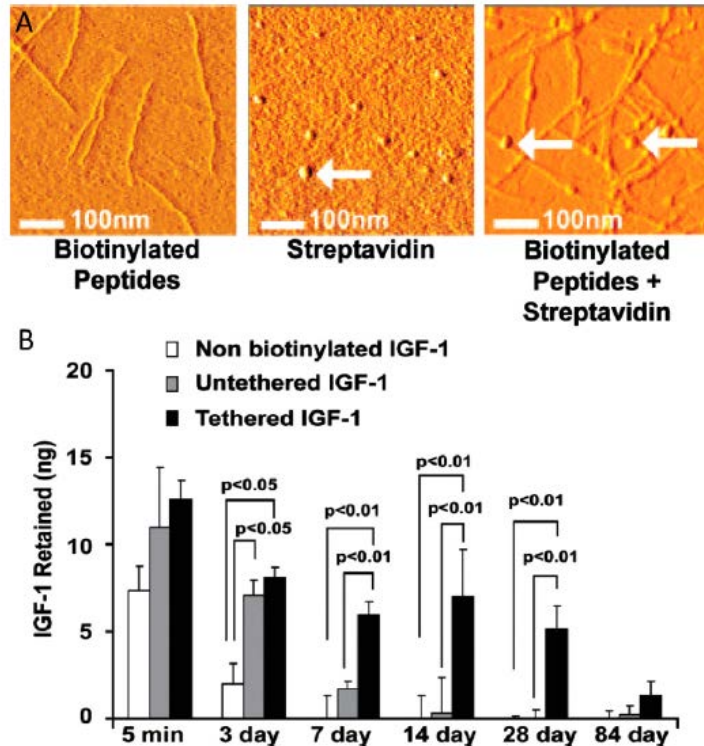 A
100nm
100nm
100nm
Biotinylated
Peptides
Streptavidin
Biotinylated
Peptides +
Streptavidin
B
Non biotinylated IGF-1
Untethered IGF-1
Tethered IGF-1
IGF-1 Retained (ng)
20
15
10
5
0
p<0.05
p<0.05
p<0.01
p<0.01
p<0.01
p<0.01
p<0.01
p<0.01
5 min 3 day 7 day 14 day 28 day 84 day